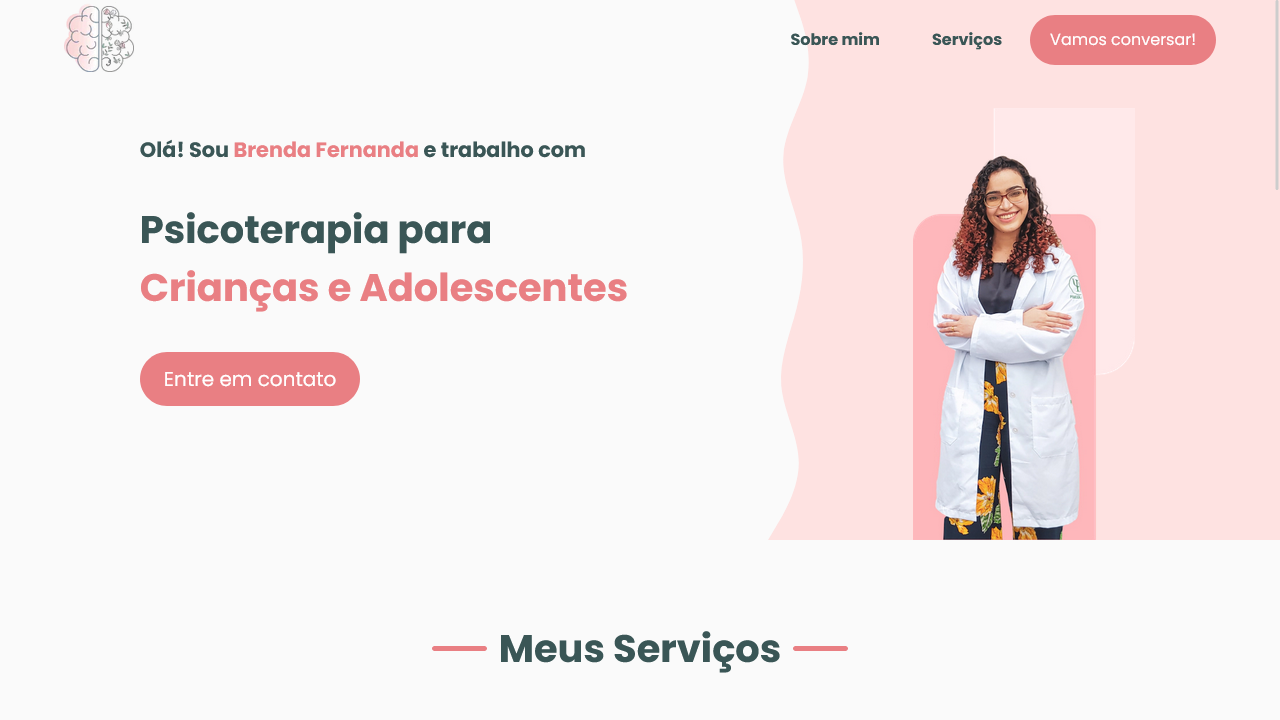 Sobre mim
Serviços
Vamos conversar!
Olá! Sou Brenda Fernanda e trabalho com
Psicoterapia para
Crianças e Adolescentes
Entre em contato
Meus Serviços